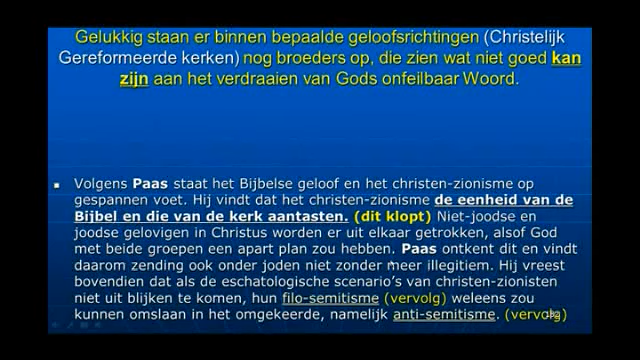 Gelukkig staan er binnen bepaalde geloofsrichtingen (Christelijk
Gereformeerde kerken) nog broeders op, die zien wat niet goed kan
zijn aan het verdraaien van Gods onfeilbaar Woord.
Volgens Paas staat het Bijbelse geloof en het christen-zionisme op
gespannen voet. Hij vindt dat het christen-zionisme de eenheid van de
Bijbel en die van de kerk aantasten. (dit klopt) Niet-joodse en
joodse gelovigen in Christus worden er uit elkaar getrokken, alsof God
met beide groepen een apart plan zou hebben. Paas ontkent dit en vindt
daarom zending ook onder joden niet zonder meer illegitiem. Hij vreest
bovendien dat als de eschatologische scenario's van christen-zionisten
niet uit blijken te komen, hun filo-semitisme (vervolg) weleens zou
kunnen omslaan in het omgekeerde, namelijk anti-semitisme. (vervolg)